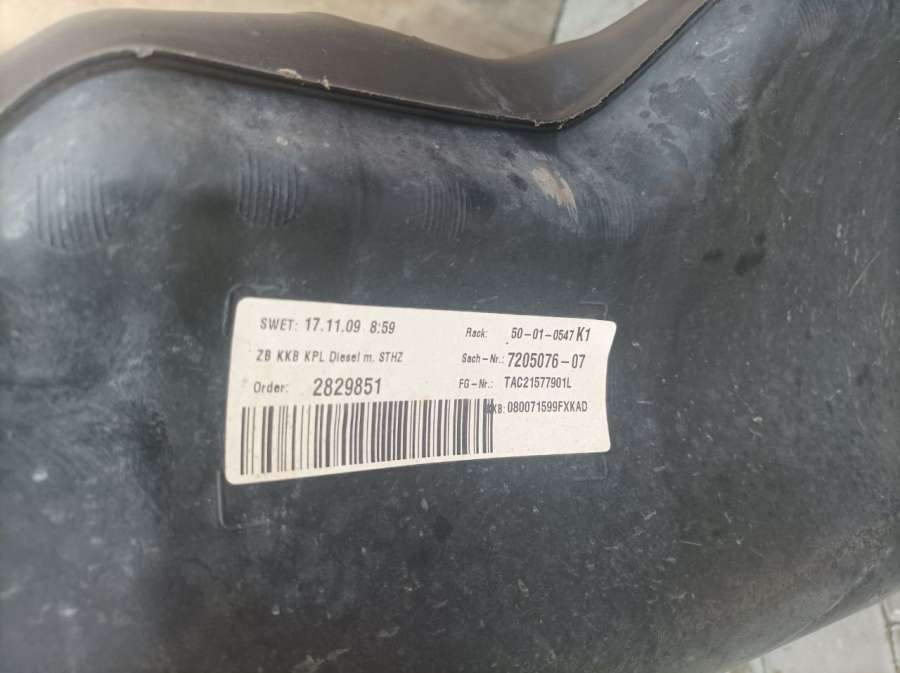 SWET: 17.11.09 8:59
Rack: 50-01-0547 K1
ZB KKB KPL Diesel m. STHZ
Sach-Nr.: 7205076-07
Order: 2829851
FG-Nr.: TAC21577901L
KB: 080071599FXKAD